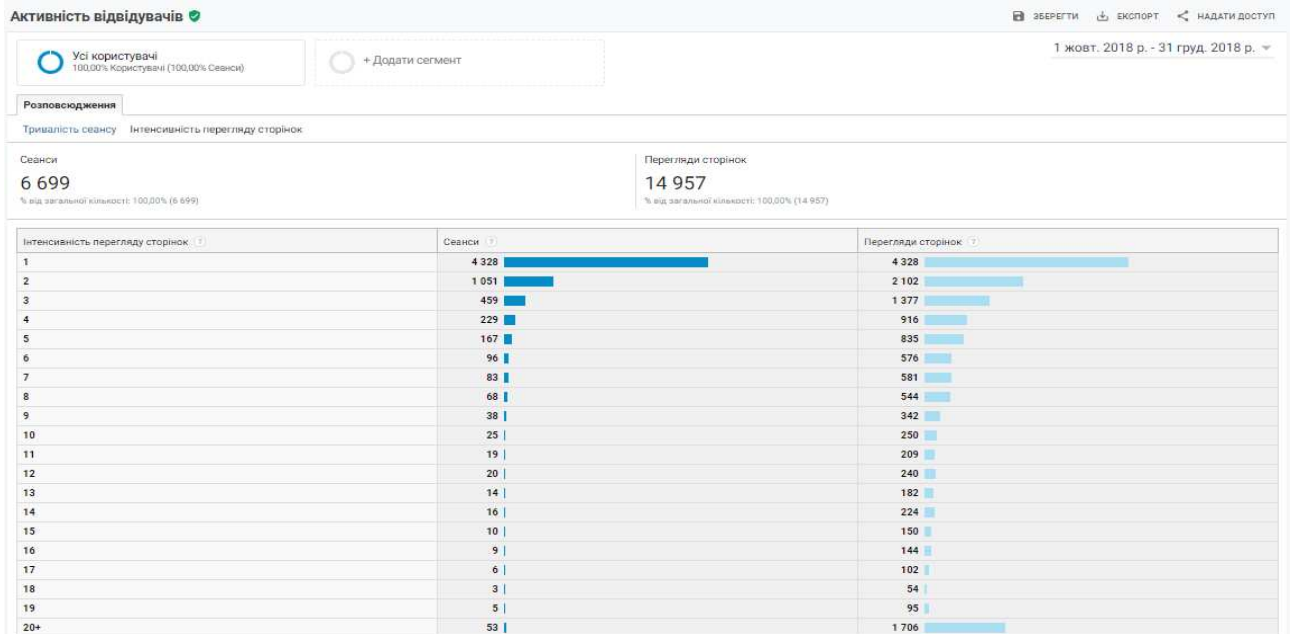 Активність відвідувачів
ЗБЕРЕГТИ ЕКСПОРТ НАДАТИ ДОСТУП
Усі користувачі
100,00% Користувачі (100,00% Сеанси)
+ Додати сегмент
1 жовт. 2018 р. - 31 груд. 2018 р.
Розповсюдження
Тривалість сеансу Інтенсивність перегляду сторінок
Сеанси Перегляди сторінок
6 699 14 957
% від загальної кількості: 100,00% (6 699) % від загальної кількості: 100,00% (14 957)
Інтенсивність перегляду сторінок ? Сеанси ? Перегляди сторінок ?
1 4 328 4 328
2 1 051 2 102
3 459 1 377
4 229 916
5 167 835
6 96 576
7 83 581
8 68 544
9 38 342
10 25 250
11 19 209
12 20 240
13 14 182
14 16 224
15 10 150
16 9 144
17 6 102
18 3 54
19 5 95
20+ 53 1 706